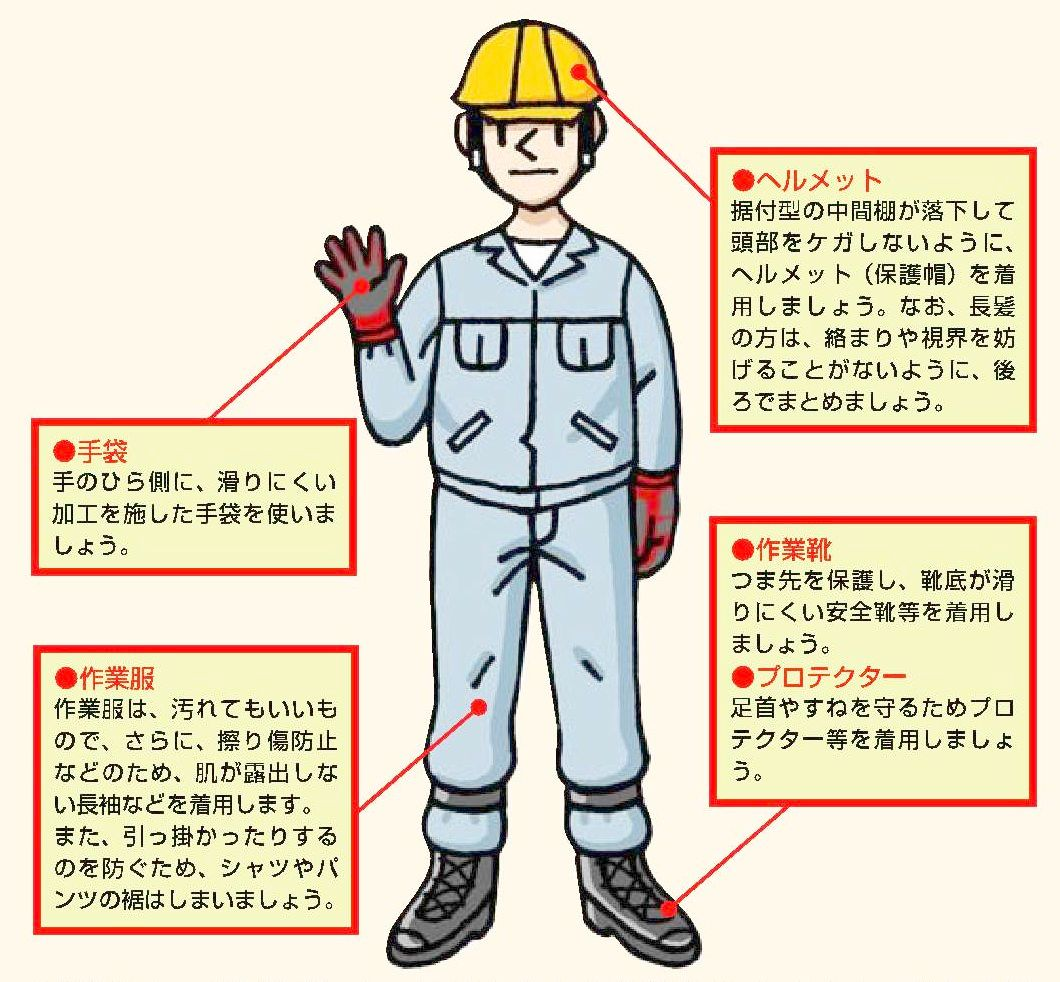 ●ヘルメット
据付型の中間棚が落下して
頭部をケガしないように、
ヘルメット（保護帽）を着
用しましょう。なお、長髪
の方は、絡まりや視界を妨
げることがないように、後
ろでまとめましょう。
●手袋
手のひら側に、滑りにくい
加工を施した手袋を使いま
しょう。
●作業靴
つま先を保護し、靴底が滑
りにくい安全靴等を着用し
ましょう。
●プロテクター
足首やすねを守るためプロ
テクター等を着用しましょ
う。
●作業服
作業服は、汚れてもいいも
ので、さらに、擦り傷防止
などのため、肌が露出しな
い長袖などを着用します。
また、引っ掛かったりする
のを防ぐため、シャツやパ
ンツの裾はしまいましょう。